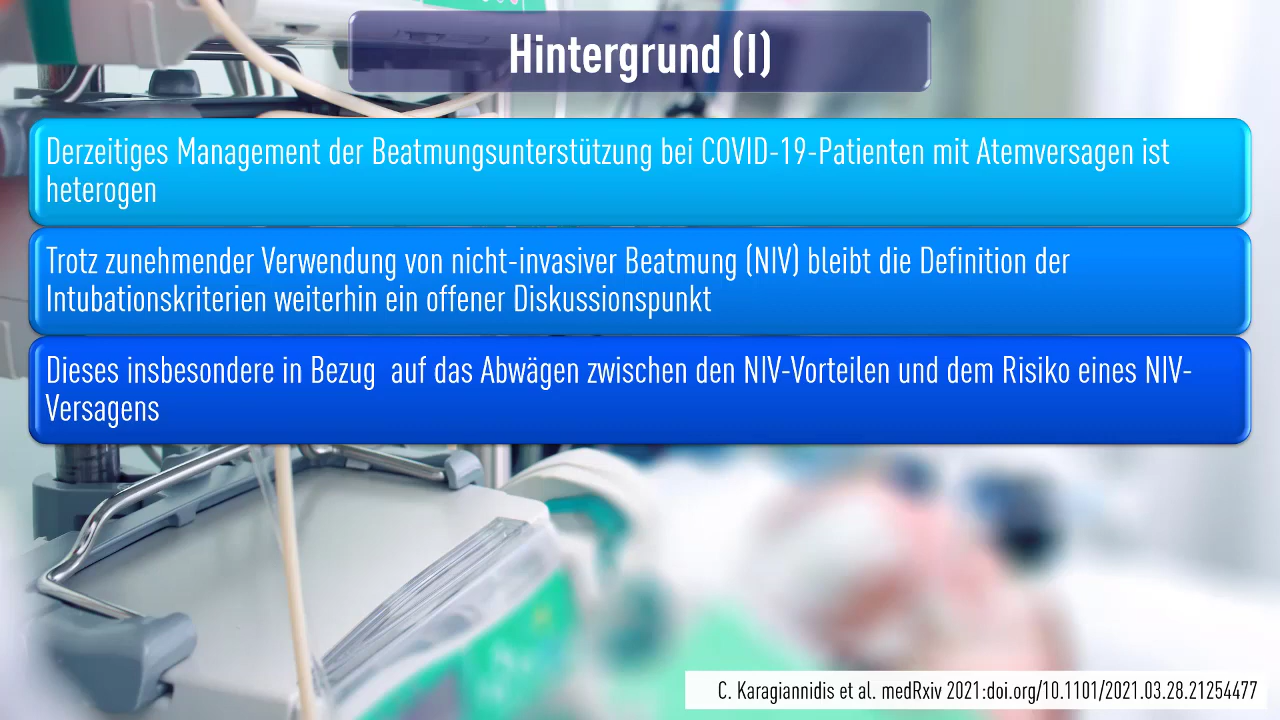 Hintergrund (I)
Derzeitiges Management der Beatmungsunterstützung bei COVID-19-Patienten mit Atemversagen ist
heterogen
Trotz zunehmender Verwendung von nicht-invasiver Beatmung (NIV) bleibt die Definition der
Intubationskriterien weiterhin ein offener Diskussionspunkt
Dieses insbesondere in Bezug  auf das Abwägen zwischen den NIV-Vorteilen und dem Risiko eines NIV-
Versagens
C. Karagiannidis et al. medRxiv 2021:doi.org/10.1101/2021.03.28.21254477